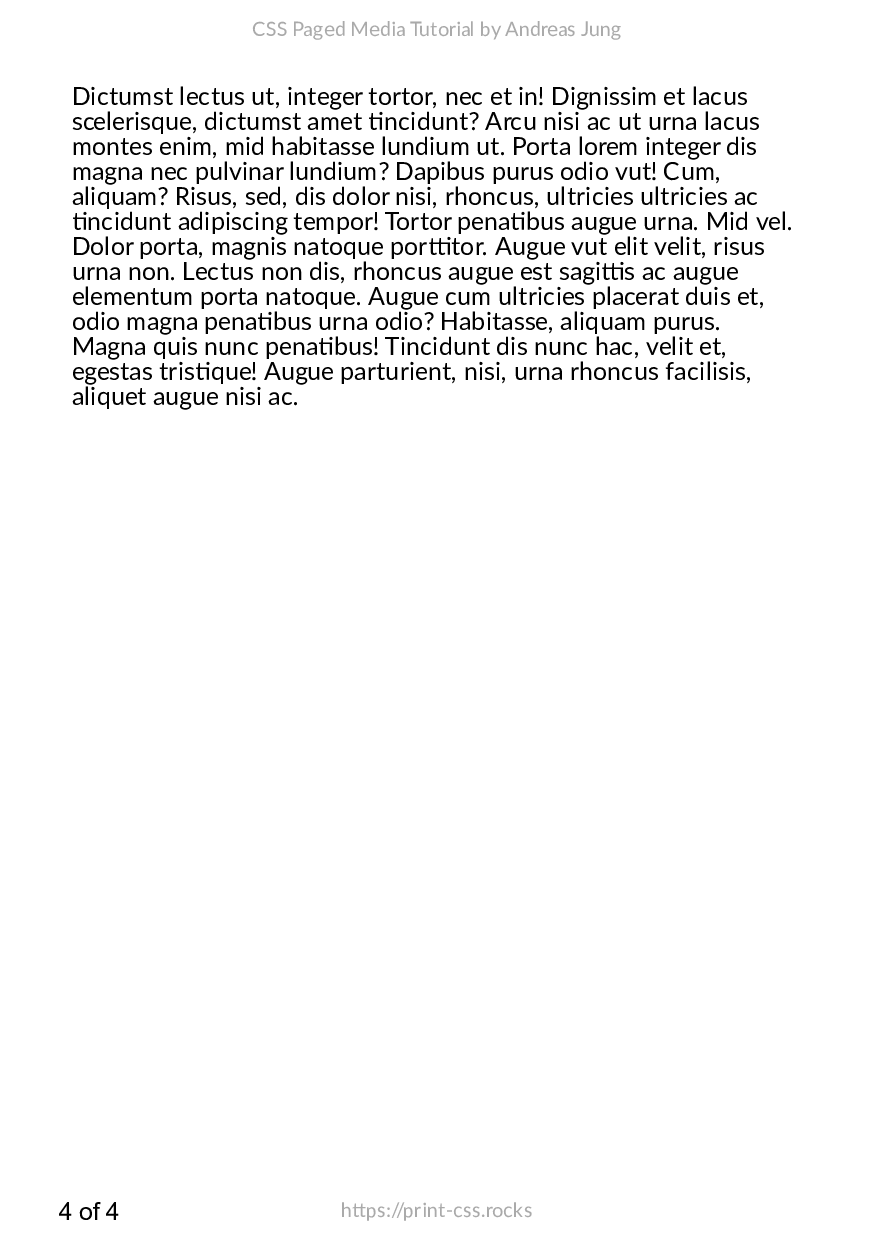 CSS Paged Media Tutorial by Andreas Jung
Dictumst lectus ut, integer tortor, nec et in! Dignissim et lacus
scelerisque, dictumst amet tincidunt? Arcu nisi ac ut urna lacus
montes enim, mid habitasse lundium ut. Porta lorem integer dis
magna nec pulvinar lundium? Dapibus purus odio vut! Cum,
aliquam? Risus, sed, dis dolor nisi, rhoncus, ultricies ultricies ac
tincidunt adipiscing tempor! Tortor penatibus augue urna. Mid vel.
Dolor porta, magnis natoque porttitor. Augue vut elit velit, risus
urna non. Lectus non dis, rhoncus augue est sagittis ac augue
elementum porta natoque. Augue cum ultricies placerat duis et,
odio magna penatibus urna odio? Habitasse, aliquam purus.
Magna quis nunc penatibus! Tincidunt dis nunc hac, velit et,
egestas tristique! Augue parturient, nisi, urna rhoncus facilisis,
aliquet augue nisi ac.
4 of 4
https://print-css.rocks